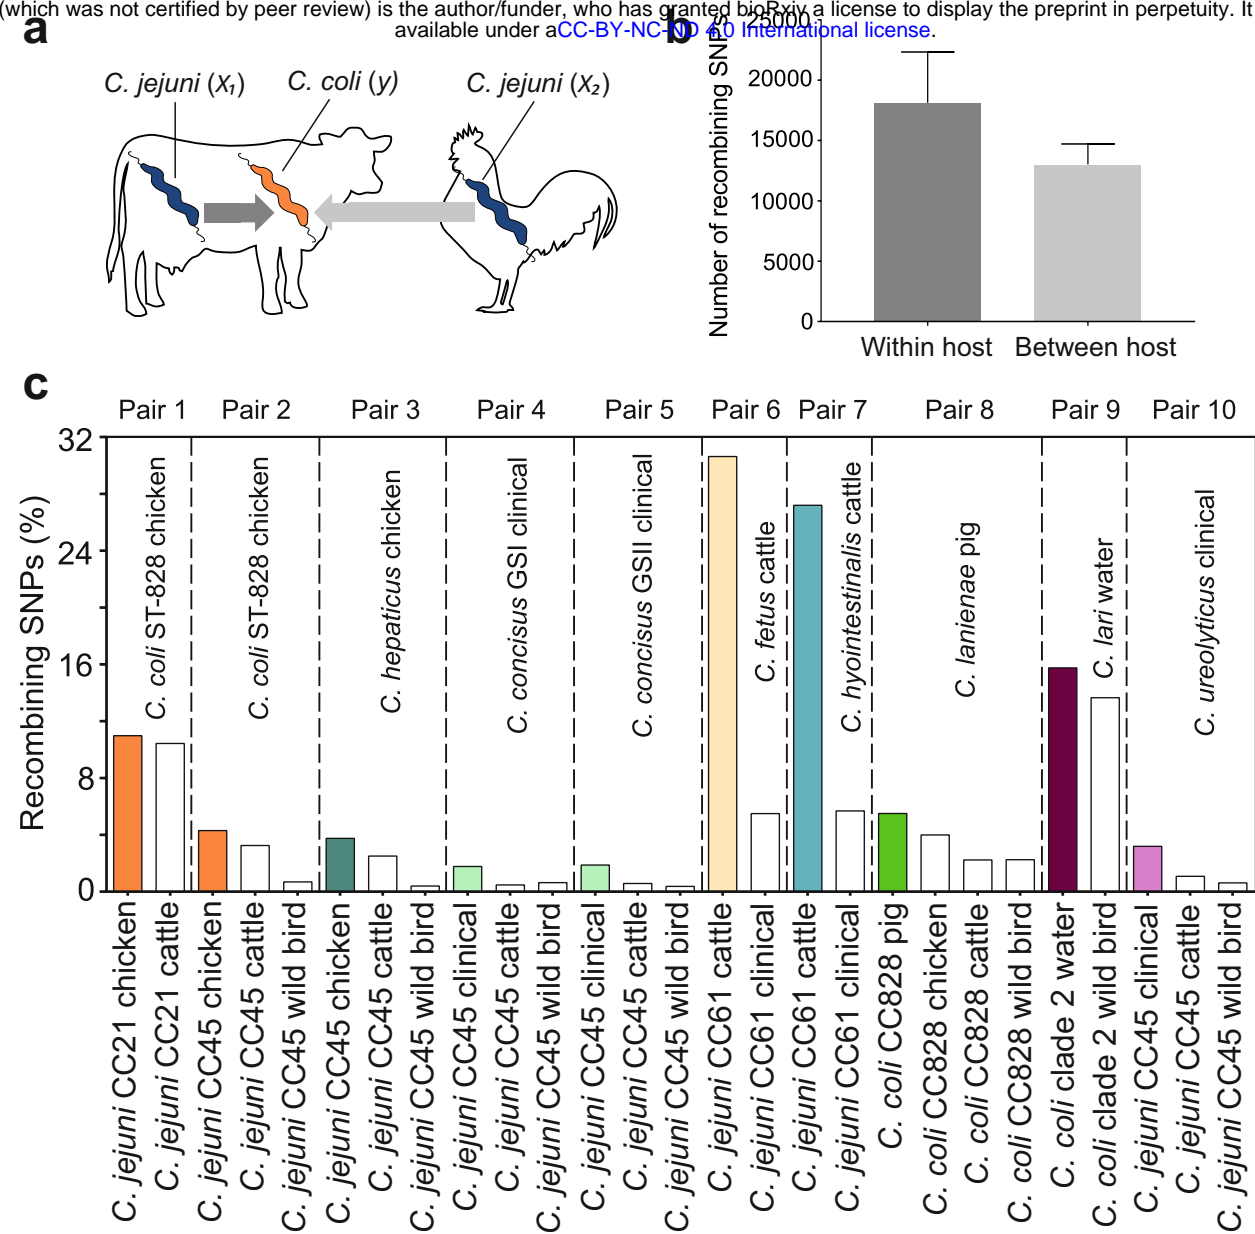 (which was not certified by peer review) is the author/funder, who has granted bioRxiv a license to display the preprint in perpetuity. It
available under aCC-BY-NC-ND 4.0 International license.
a
C. jejuni (X₁)
C. coli (y)
C. jejuni (X₂)
b
Number of recombining SNPs
25000
20000
15000
10000
5000
0
Within host
Between host
c
Pair 1
Pair 2
Pair 3
Pair 4
Pair 5
Pair 6
Pair 7
Pair 8
Pair 9
Pair 10
Recombining SNPs (%)
32
24
16
8
0
C. coli ST-828 chicken
C. coli ST-828 chicken
C. hepaticus chicken
C. concisus GSI clinical
C. concisus GSII clinical
C. fetus cattle
C. hyointestinalis cattle
C. lanienae pig
C. lari water
C. ureolyticus clinical
C. jejuni CC21 chicken
C. jejuni CC21 cattle
C. jejuni CC45 chicken
C. jejuni CC45 cattle
C. jejuni CC45 wild bird
C. jejuni CC45 chicken
C. jejuni CC45 cattle
C. jejuni CC45 wild bird
C. jejuni CC45 clinical
C. jejuni CC45 cattle
C. jejuni CC45 wild bird
C. jejuni CC45 clinical
C. jejuni CC45 cattle
C. jejuni CC45 wild bird
C. jejuni CC61 cattle
C. jejuni CC61 clinical
C. jejuni CC61 cattle
C. jejuni CC61 clinical
C. coli CC828 pig
C. coli CC828 chicken
C. coli CC828 cattle
C. coli CC828 wild bird
C. coli clade 2 water
C. coli clade 2 wild bird
C. jejuni CC45 clinical
C. jejuni CC45 cattle
C. jejuni CC45 wild bird